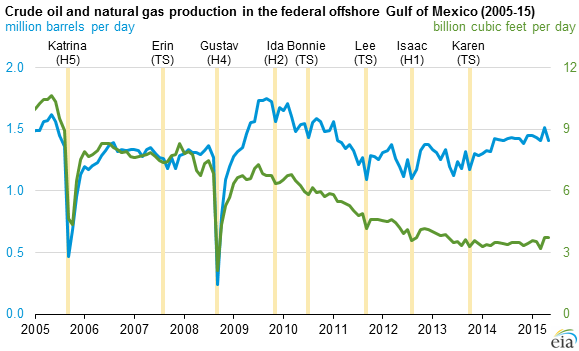 Crude oil and natural gas production in the federal offshore Gulf of Mexico (2005-15)
million barrels per day billion cubic feet per day
Katrina Erin Gustav Ida Bonnie Lee Isaac Karen
(H5) (TS) (H4) (H2) (TS) (TS) (H1) (TS)
2.0 12
1.5 9
1.0 6
0.5 3
0.0 0
2005 2006 2007 2008 2009 2010 2011 2012 2013 2014 2015
eia